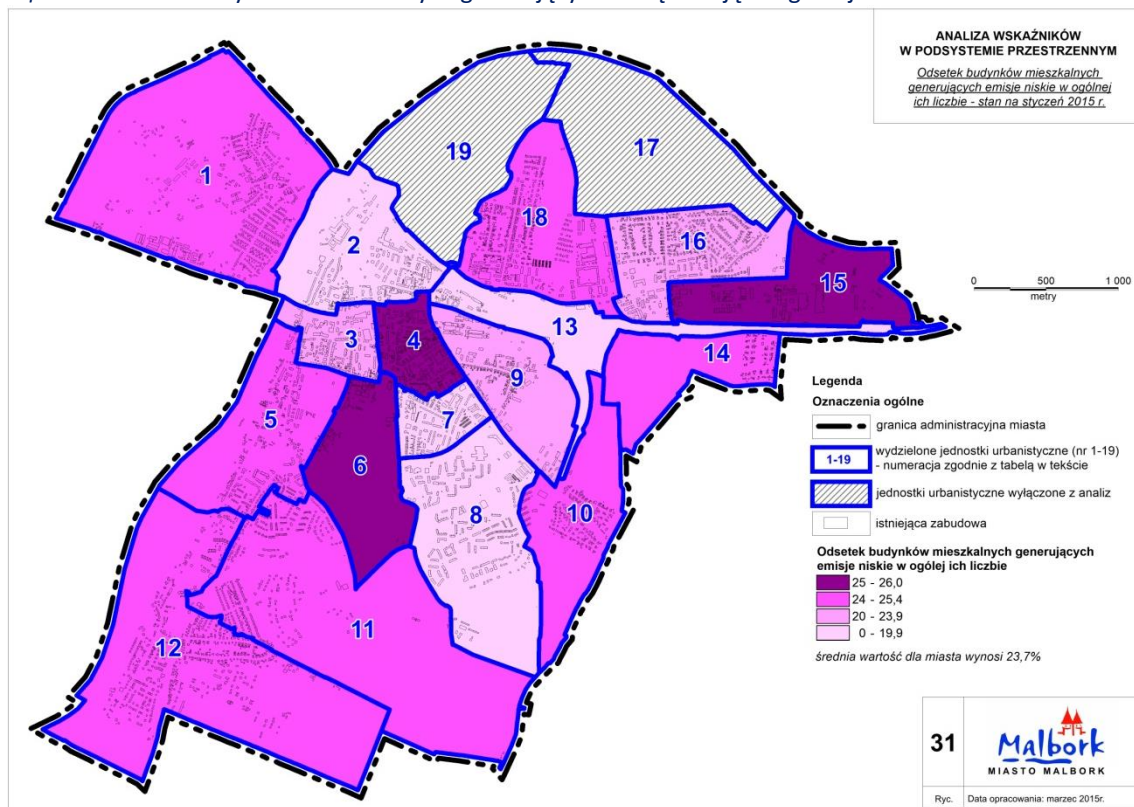 ANALIZA WSKAŹNIKÓW
W PODSYSTEMIE PRZESTRZENNYM
Odsetek budynków mieszkalnych
generujących emisje niskie w ogólnej
ich liczbie - stan na styczeń 2015 r.
1
2
3
4
5
6
7
8
9
10
11
12
13
14
15
16
17
18
19
0 500 1 000
metry
Legenda
Oznaczenia ogólne
granica administracyjna miasta
1-19 wydzielone jednostki urbanistyczne (nr 1-19)
- numeracja zgodnie z tabelą w tekście
jednostki urbanistyczne wyłączone z analiz
istniejąca zabudowa
Odsetek budynków mieszkalnych generujących
emisje niskie w ogólej ich liczbie
25 - 26,0
24 - 25,4
20 - 23,9
0 - 19,9
średnia wartość dla miasta wynosi 23,7%
31
Malbork
MIASTO MALBORK
Ryc. Data opracowania: marzec 2015r.